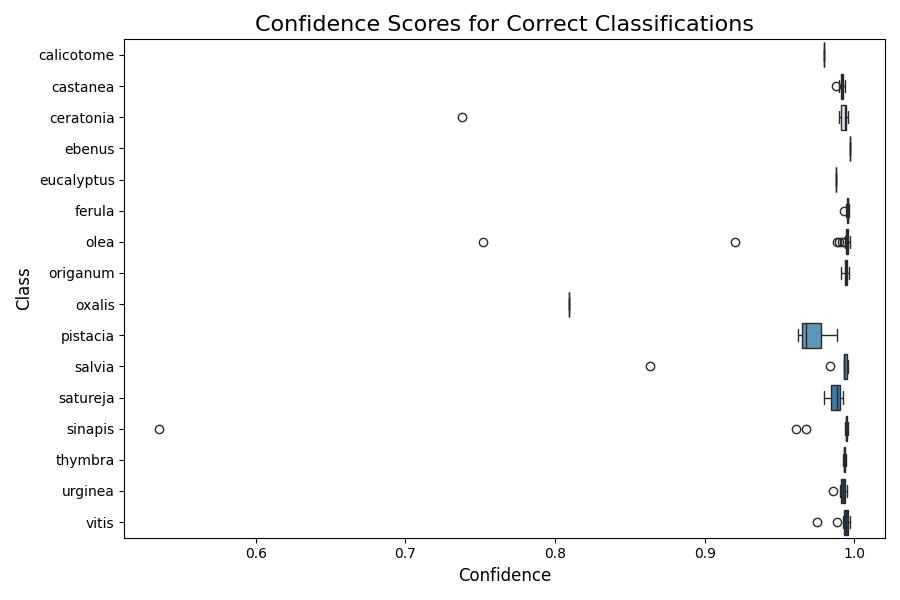 Confidence Scores for Correct Classifications
calicotome
castanea
ceratonia
ebenus
eucalyptus
ferula
olea
origanum
oxalis
pistacia
salvia
satureja
sinapis
thymbra
urginea
vitis
Class
0.6 0.7 0.8 0.9 1.0
Confidence